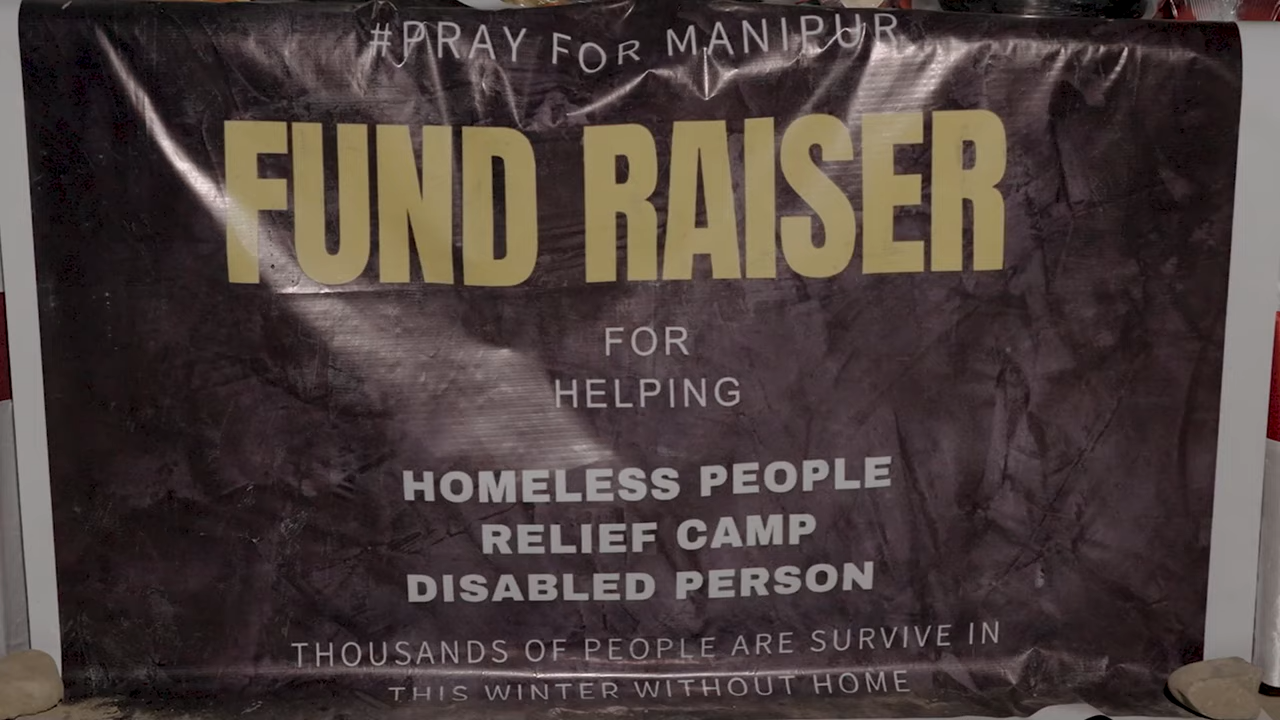 #PRAY FOR MANIPUR
FUND RAISER
FOR
HELPING
HOMELESS PEOPLE
RELIEF CAMP
DISABLED PERSON
THOUSANDS OF PEOPLE ARE SURVIVE IN
THIS WINTER WITHOUT HOME